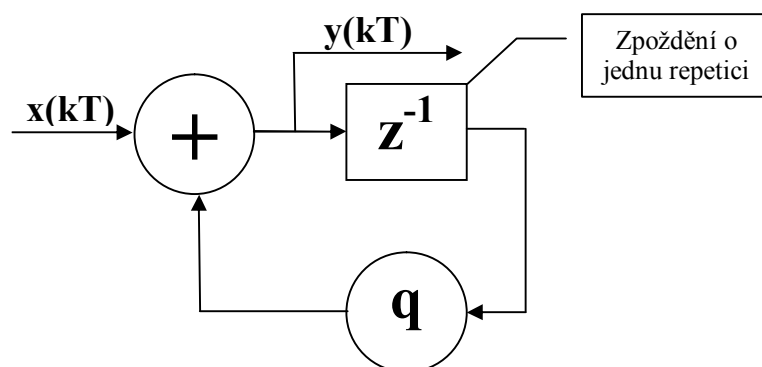 y(kT)
Zpoždění o
jednu repetici
x(kT)
+
z⁻¹
q